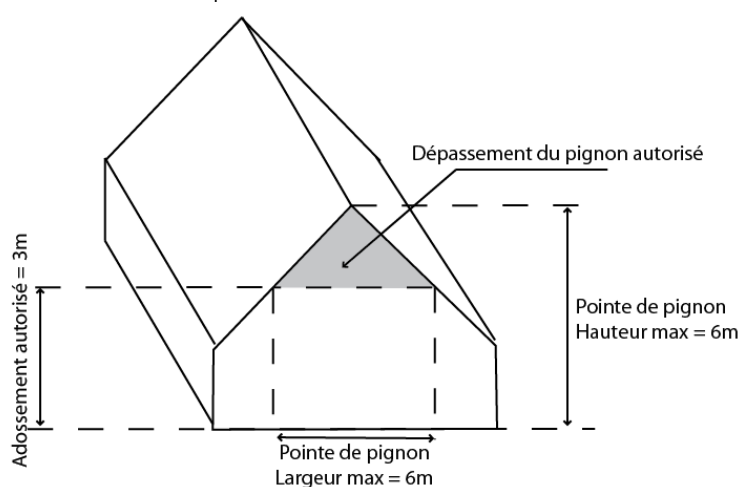 Dépassement du pignon autorisé
Adossement autorisé = 3m
Pointe de pignon
Hauteur max = 6m
Pointe de pignon
Largeur max = 6m